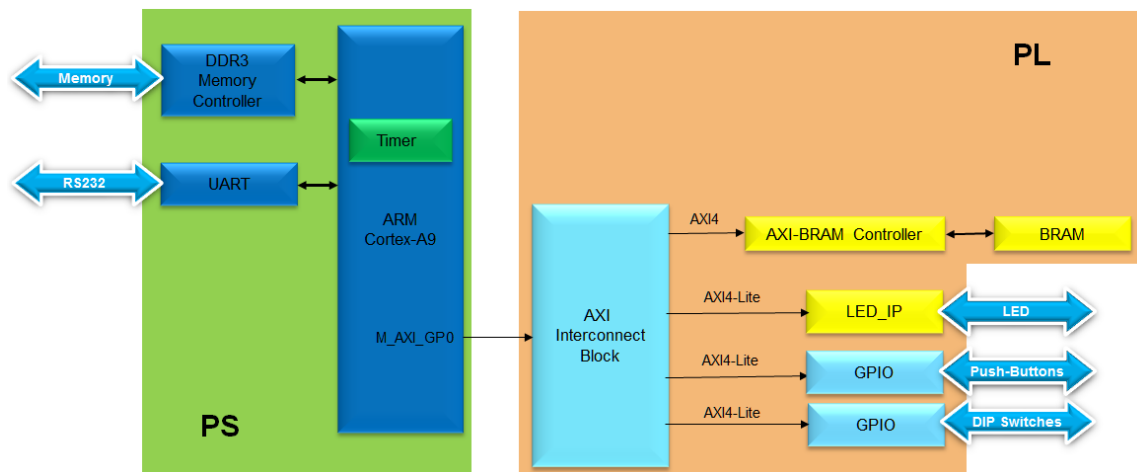 DDR3
Memory
Controller
Memory
Timer
RS232
UART
ARM
Cortex-A9
M_AXI_GP0
PS
PL
AXI
Interconnect
Block
AXI4
AXI-BRAM Controller
BRAM
AXI4-Lite
LED_IP
LED
AXI4-Lite
GPIO
Push-Buttons
AXI4-Lite
GPIO
DIP Switches